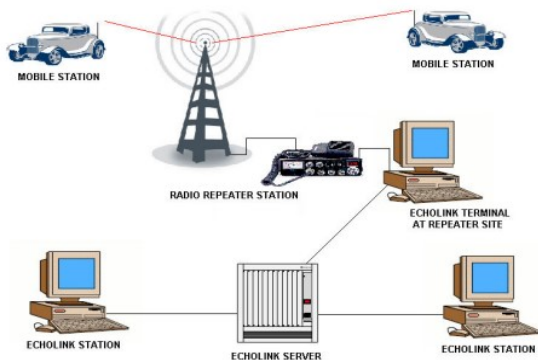 MOBILE STATION
MOBILE STATION
RADIO REPEATER STATION
ECHOLINK TERMINAL
AT REPEATER SITE
ECHOLINK STATION
ECHOLINK SERVER
ECHOLINK STATION